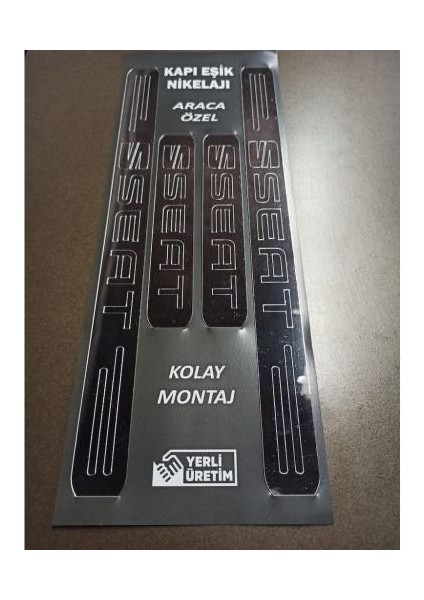 KAPI EŞİK
NİKELAJI
ARACA
ÖZEL
SEAT
SEAT
SEAT
SEAT
KOLAY
MONTAJ
YERLİ
ÜRETİM